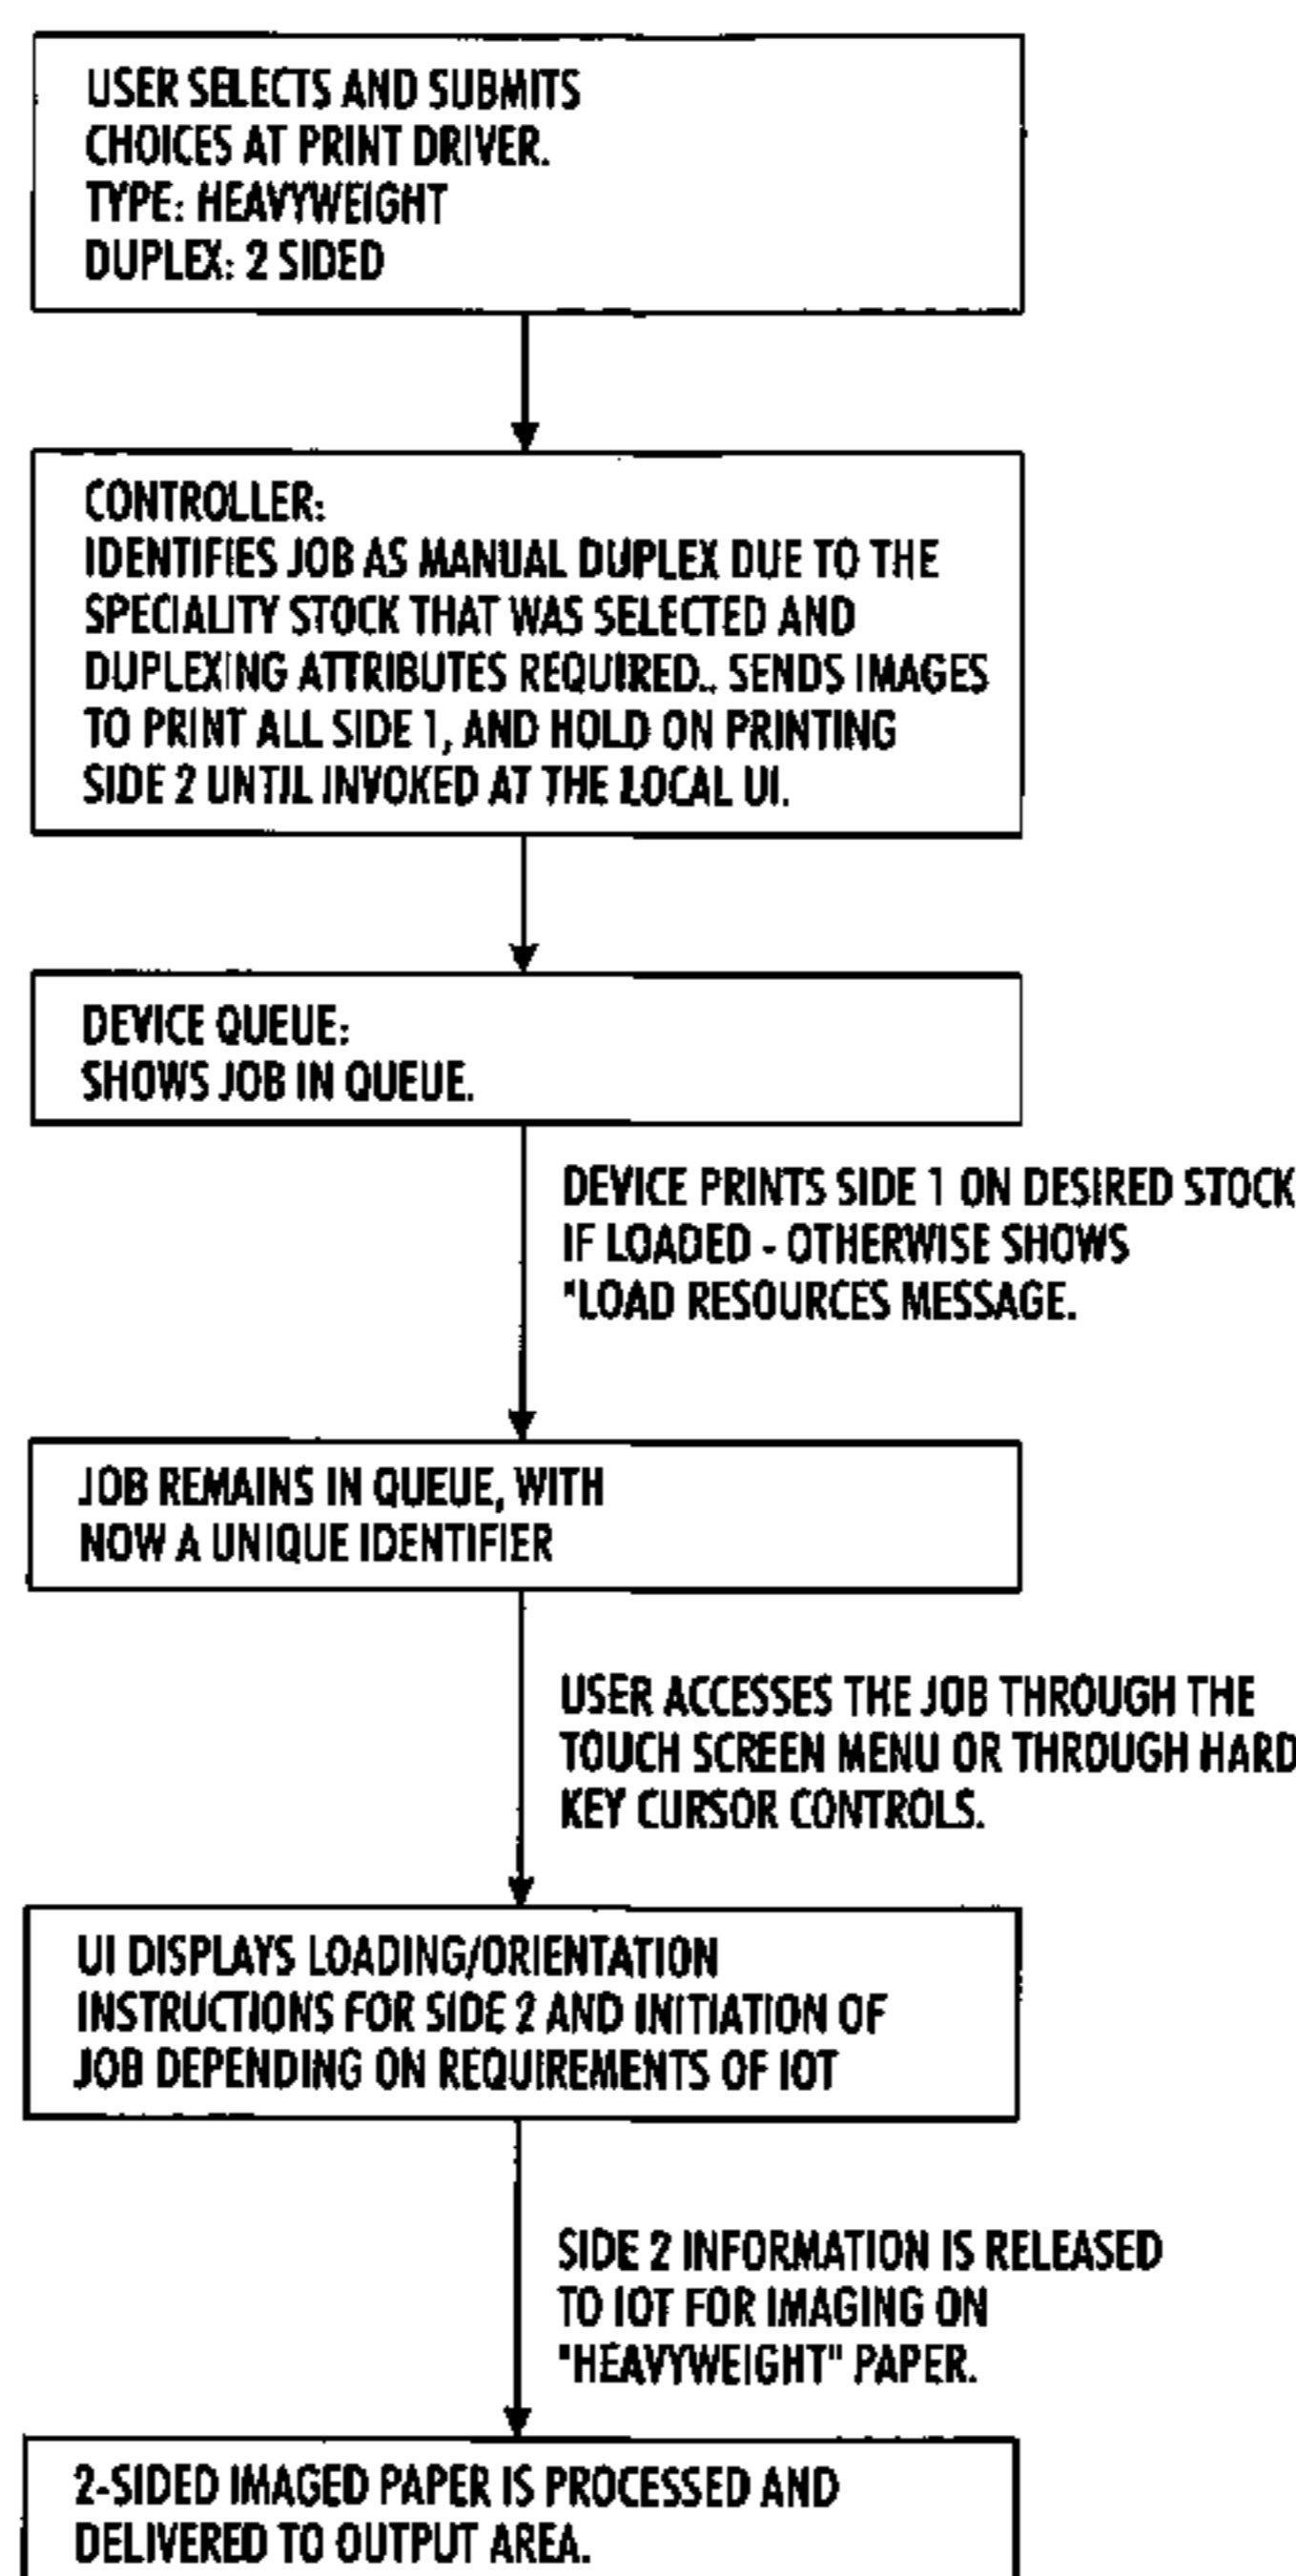 USER SELECTS AND SUBMITS
CHOICES AT PRINT DRIVER.
TYPE: HEAVYWEIGHT
DUPLEX: 2 SIDED
CONTROLLER:
IDENTIFIES JOB AS MANUAL DUPLEX DUE TO THE
SPECIALITY STOCK THAT WAS SELECTED AND
DUPLEXING ATTRIBUTES REQUIRED.. SENDS IMAGES
TO PRINT ALL SIDE 1, AND HOLD ON PRINTING
SIDE 2 UNTIL INVOKED AT THE LOCAL UI.
DEVICE QUEUE:
SHOWS JOB IN QUEUE.
DEVICE PRINTS SIDE 1 ON DESIRED STOCK
IF LOADED - OTHERWISE SHOWS
"LOAD RESOURCES MESSAGE.
JOB REMAINS IN QUEUE, WITH
NOW A UNIQUE IDENTIFIER
USER ACCESSES THE JOB THROUGH THE
TOUCH SCREEN MENU OR THROUGH HARD
KEY CURSOR CONTROLS.
UI DISPLAYS LOADING/ORIENTATION
INSTRUCTIONS FOR SIDE 2 AND INITIATION OF
JOB DEPENDING ON REQUIREMENTS OF IOT
SIDE 2 INFORMATION IS RELEASED
TO IOT FOR IMAGING ON
"HEAVYWEIGHT" PAPER.
2-SIDED IMAGED PAPER IS PROCESSED AND
DELIVERED TO OUTPUT AREA.